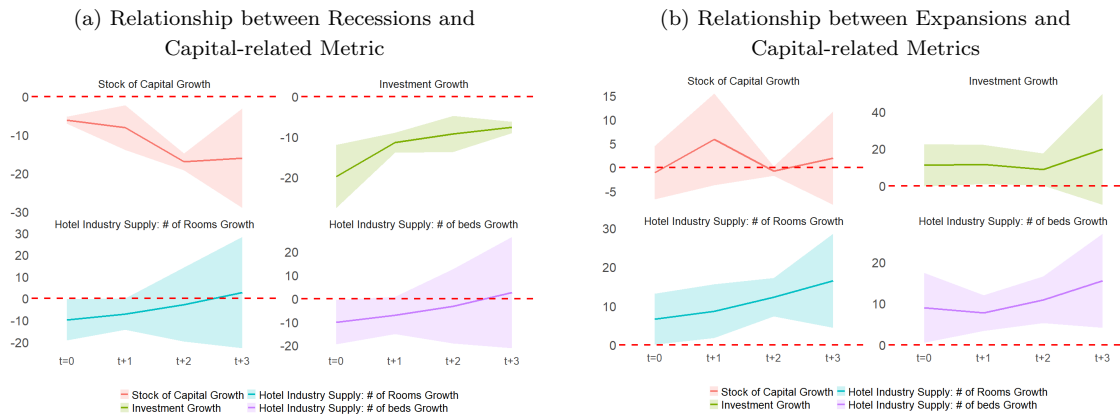 (a) Relationship between Recessions and
Capital-related Metric
Stock of Capital Growth
Investment Growth
0
-10
-20
-30
0
-10
-20
Hotel Industry Supply: # of Rooms Growth
Hotel Industry Supply: # of beds Growth
30
20
10
0
-10
-20
20
10
0
-10
-20
t=0
t+1
t+2
t+3
t=0
t+1
t+2
t+3
Stock of Capital Growth
Hotel Industry Supply: # of Rooms Growth
Investment Growth
Hotel Industry Supply: # of beds Growth
(b) Relationship between Expansions and
Capital-related Metrics
Stock of Capital Growth
Investment Growth
15
10
5
0
-5
40
20
0
Hotel Industry Supply: # of Rooms Growth
Hotel Industry Supply: # of beds Growth
30
20
10
0
20
10
0
t=0
t+1
t+2
t+3
t=0
t+1
t+2
t+3
Stock of Capital Growth
Hotel Industry Supply: # of Rooms Growth
Investment Growth
Hotel Industry Supply: # of beds Growth